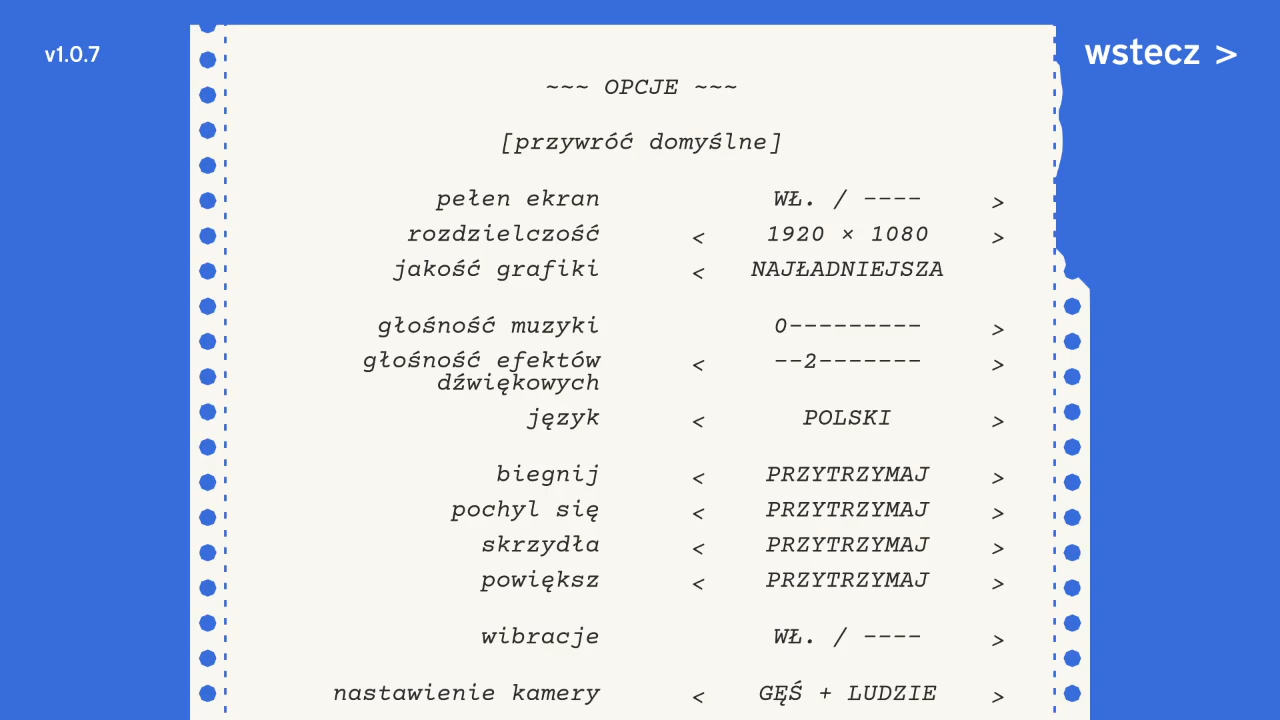 v1.0.7
wstecz >
~~~ OPCJE ~~~
[przywróć domyślne]
pełen ekran WŁ. / ---- >
rozdzielczość < 1920 × 1080 >
jakość grafiki < NAJŁADNIEJSZA
głośność muzyki 0--------- >
głośność efektów < --2------- >
dźwiękowych
język < POLSKI >
biegnij < PRZYTRZYMAJ >
pochyl się < PRZYTRZYMAJ >
skrzydła < PRZYTRZYMAJ >
powiększ < PRZYTRZYMAJ >
wibracje WŁ. / ---- >
nastawienie kamery < GĘŚ + LUDZIE >